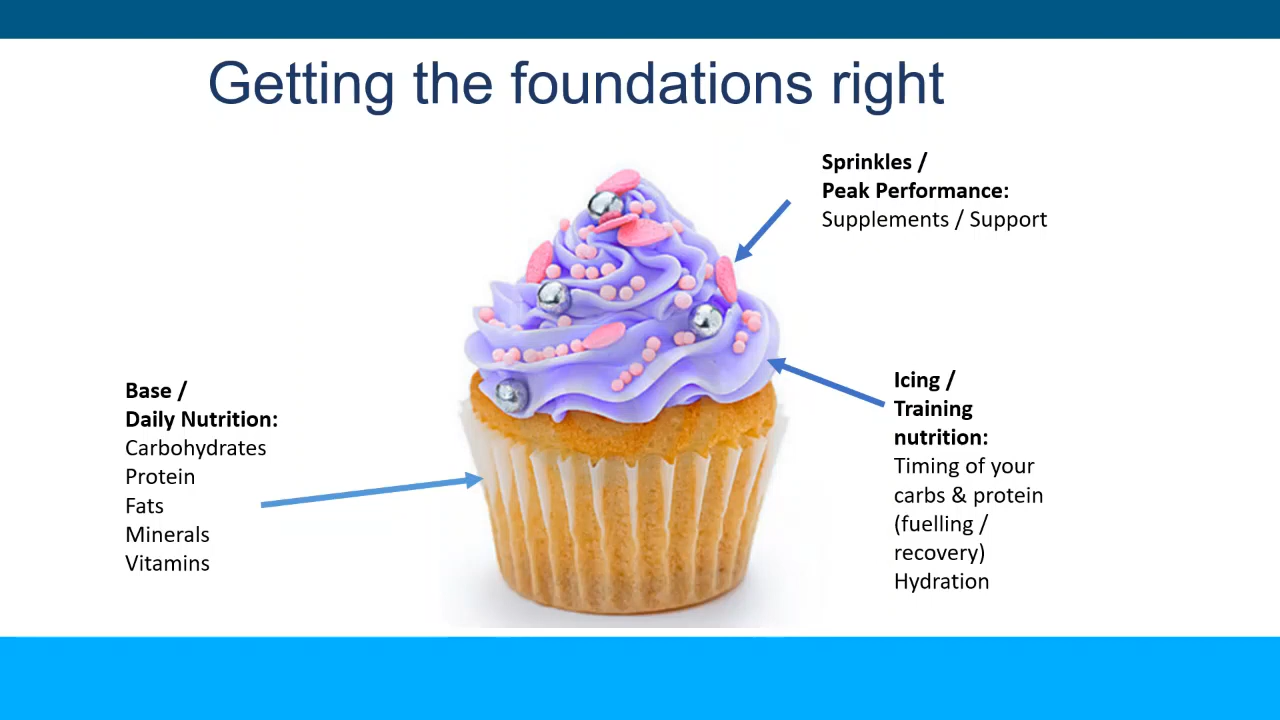 Getting the foundations right
Sprinkles /
Peak Performance:
Supplements / Support
Base /
Daily Nutrition:
Carbohydrates
Protein
Fats
Minerals
Vitamins
Icing /
Training
nutrition:
Timing of your
carbs & protein
(fuelling /
recovery)
Hydration